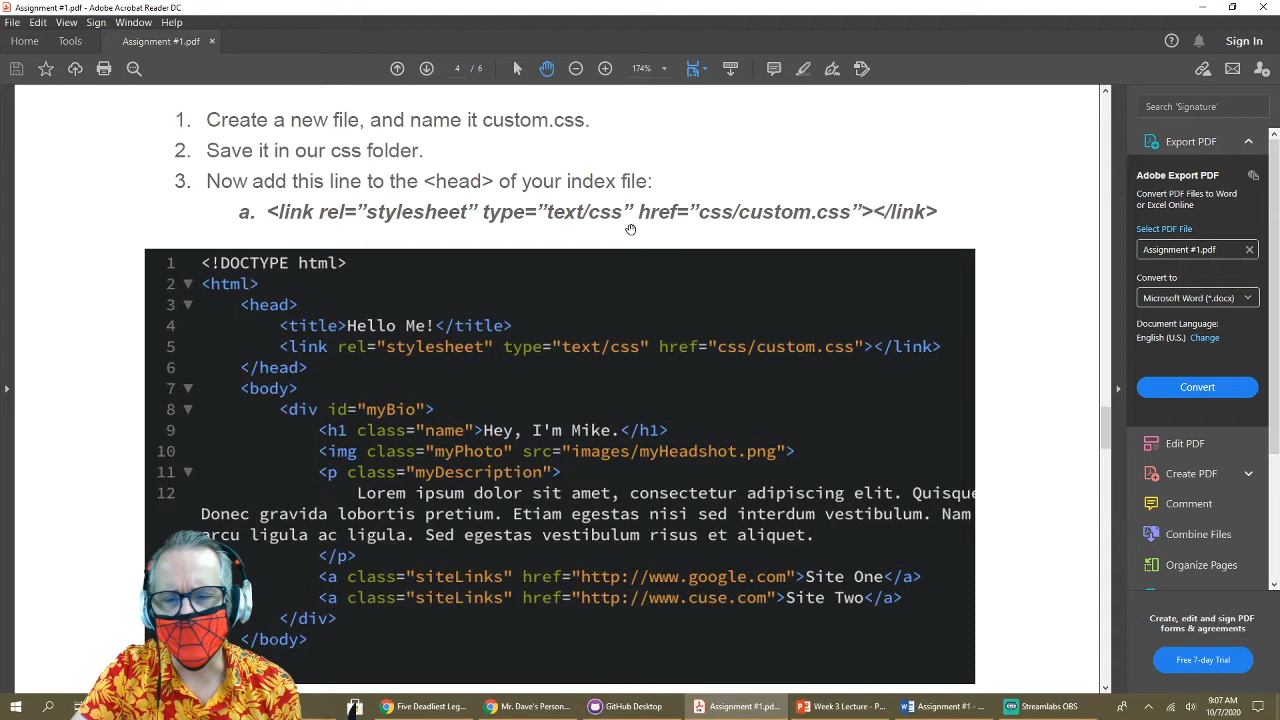 Assignment #1.pdf - Adobe Acrobat Reader DC
File Edit View Sign Window Help
Home Tools Assignment #1.pdf × Sign In
4 / 6 174%
1. Create a new file, and name it custom.css.
2. Save it in our css folder.
3. Now add this line to the <head> of your index file:
a. <link rel=”stylesheet” type=”text/css” href=”css/custom.css”></link>
1 <!DOCTYPE html>
2 <html>
3 <head>
4 <title>Hello Me!</title>
5 <link rel="stylesheet" type="text/css" href="css/custom.css"></link>
6 </head>
7 <body>
8 <div id="myBio">
9 <h1 class="name">Hey, I'm Mike.</h1>
10 <img class="myPhoto" src="images/myHeadshot.png">
11 <p class="myDescription">
12 Lorem ipsum dolor sit amet, consectetur adipiscing elit. Quisque
Donec gravida lobortis pretium. Etiam egestas nisi sed interdum vestibulum. Nam
arcu ligula ac ligula. Sed egestas vestibulum risus et aliquet.
</p>
<a class="siteLinks" href="http://www.google.com">Site One</a>
<a class="siteLinks" href="http://www.cuse.com">Site Two</a>
</div>
</body>
Search 'Signature'
Export PDF
Adobe Export PDF
Convert PDF Files to Word
or Excel Online
Select PDF File
Assignment #1.pdf ×
Convert to
Microsoft Word (*.docx)
Document Language:
English (U.S.) Change
Convert
Edit PDF
Create PDF
Comment
Combine Files
Organize Pages
Create, edit and sign PDF
forms & agreements
Free 7-day Trial
Five Deadliest Leg... Mr. Dave's Person... GitHub Desktop Assignment #1.pd... Week 3 Lecture - P... Assignment #1 - ... Streamlabs OBS
9:07 AM
10/7/2020